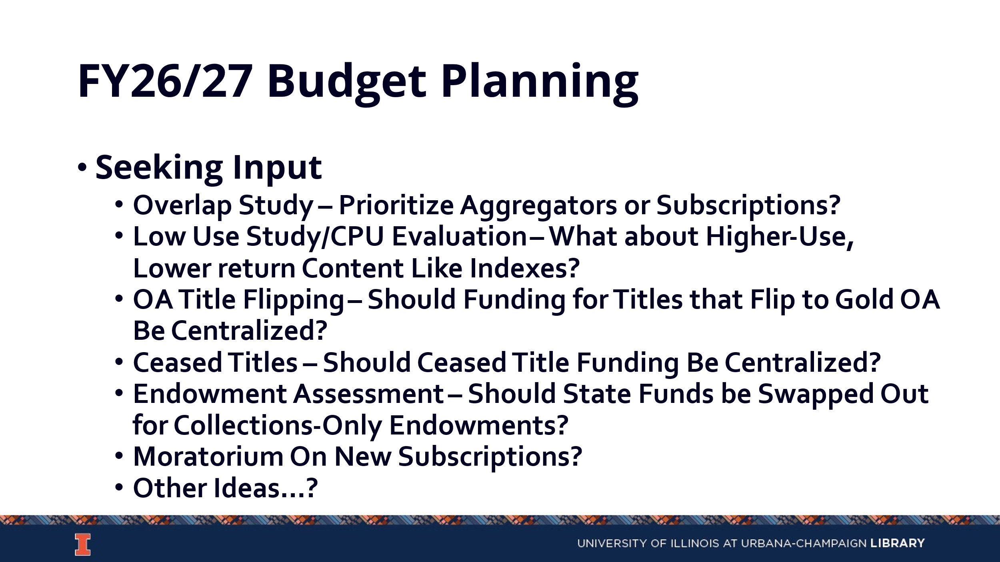 FY26/27 Budget Planning
• Seeking Input
• Overlap Study – Prioritize Aggregators or Subscriptions?
• Low Use Study/CPU Evaluation – What about Higher-Use,
Lower return Content Like Indexes?
• OA Title Flipping – Should Funding for Titles that Flip to Gold OA
Be Centralized?
• Ceased Titles – Should Ceased Title Funding Be Centralized?
• Endowment Assessment – Should State Funds be Swapped Out
for Collections-Only Endowments?
• Moratorium On New Subscriptions?
• Other Ideas...?
I
UNIVERSITY OF ILLINOIS AT URBANA-CHAMPAIGN LIBRARY